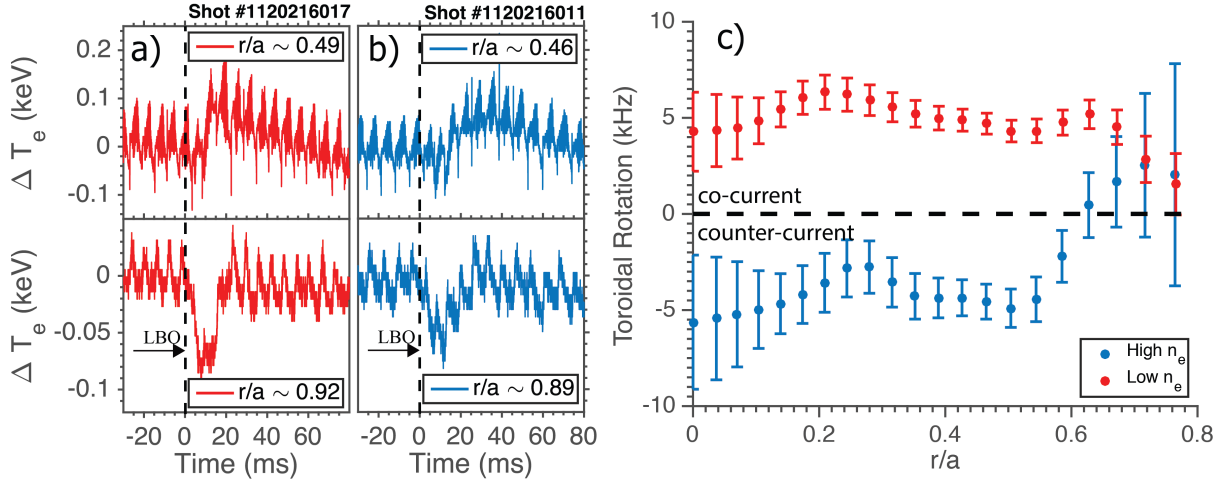 Shot #1120216017
Shot #1120216011
a)
r/a ∼ 0.49
b)
r/a ∼ 0.46
c)
Δ T_e (keV)
0.2
0.1
0
-0.1
Δ T_e (keV)
0
-0.05
-0.1
LBO
LBO
r/a ∼ 0.92
r/a ∼ 0.89
-20 0 20 40 60
-20 0 20 40 60 80
Time (ms)
Time (ms)
Toroidal Rotation (kHz)
10
5
0
-5
-10
co-current
counter-current
High n_e
Low n_e
0 0.2 0.4 0.6 0.8
r/a